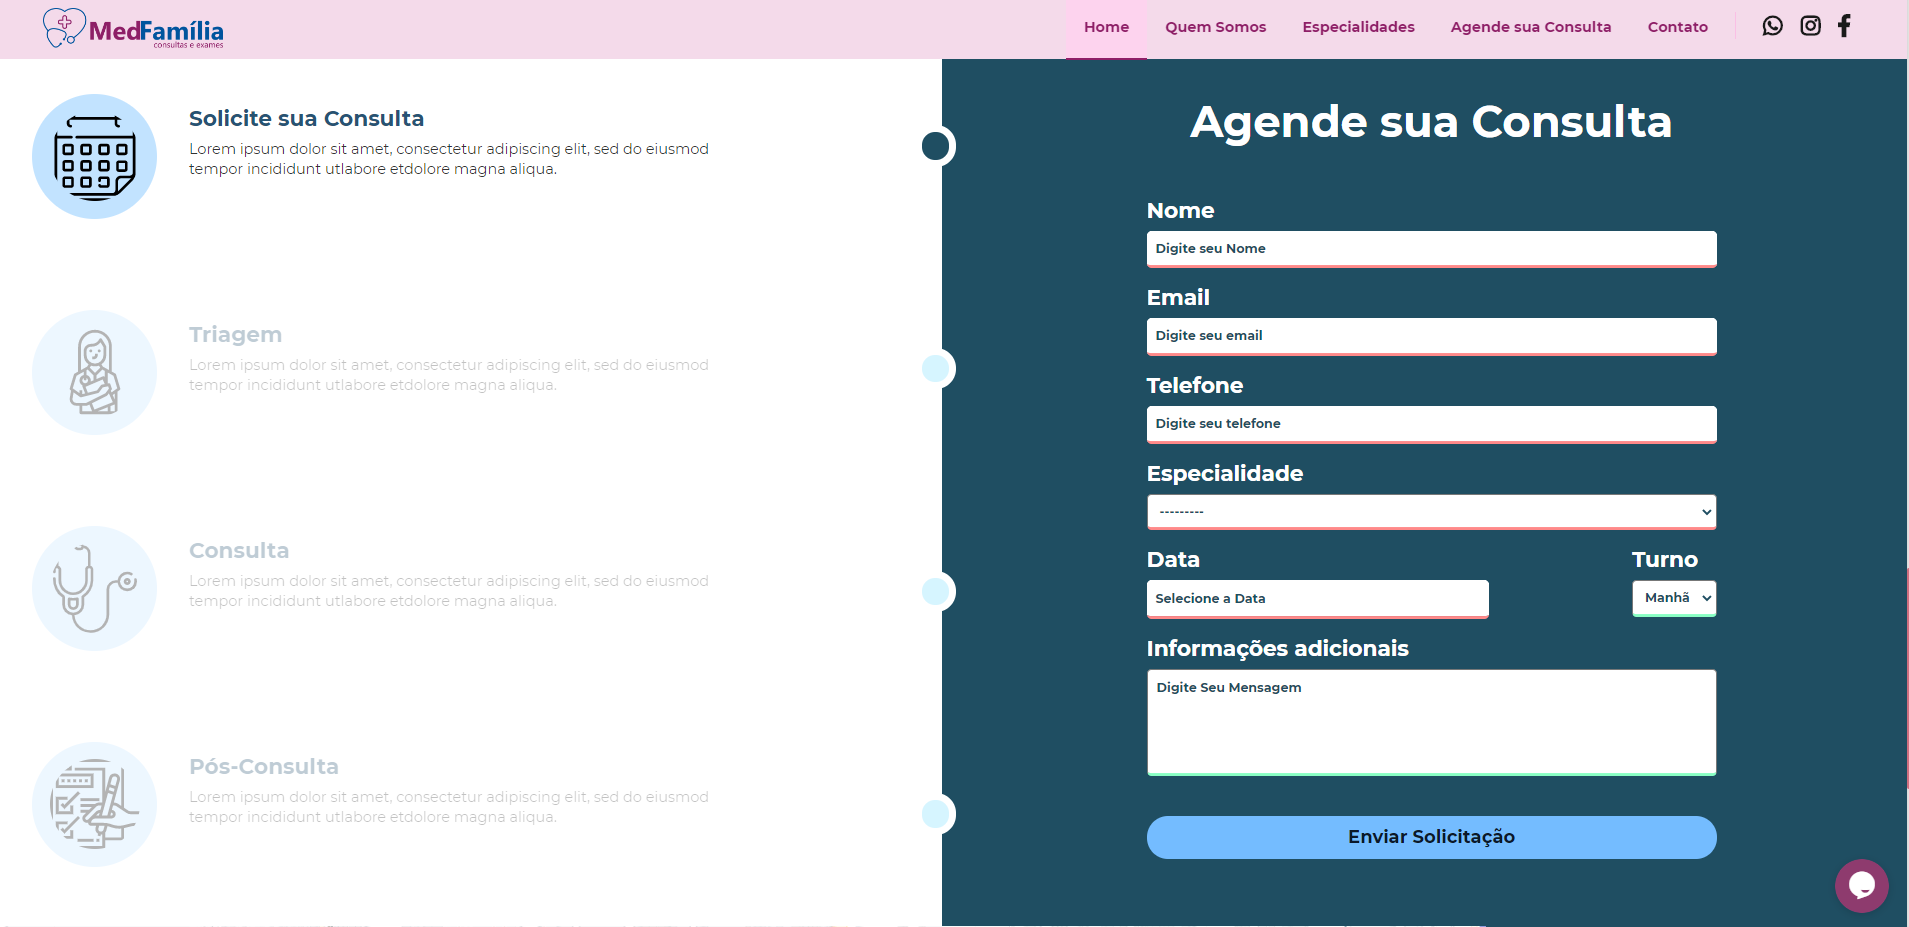 MedFamília
consultas e exames
Home Quem Somos Especialidades Agende sua Consulta Contato
Solicite sua Consulta
Lorem ipsum dolor sit amet, consectetur adipiscing elit, sed do eiusmod
tempor incididunt utlabore etdolore magna aliqua.
Triagem
Lorem ipsum dolor sit amet, consectetur adipiscing elit, sed do eiusmod
tempor incididunt utlabore etdolore magna aliqua.
Consulta
Lorem ipsum dolor sit amet, consectetur adipiscing elit, sed do eiusmod
tempor incididunt utlabore etdolore magna aliqua.
Pós-Consulta
Lorem ipsum dolor sit amet, consectetur adipiscing elit, sed do eiusmod
tempor incididunt utlabore etdolore magna aliqua.
Agende sua Consulta
Nome
Digite seu Nome
Email
Digite seu email
Telefone
Digite seu telefone
Especialidade
---------
Data Turno
Selecione a Data Manhã
Informações adicionais
Digite Seu Mensagem
Enviar Solicitação